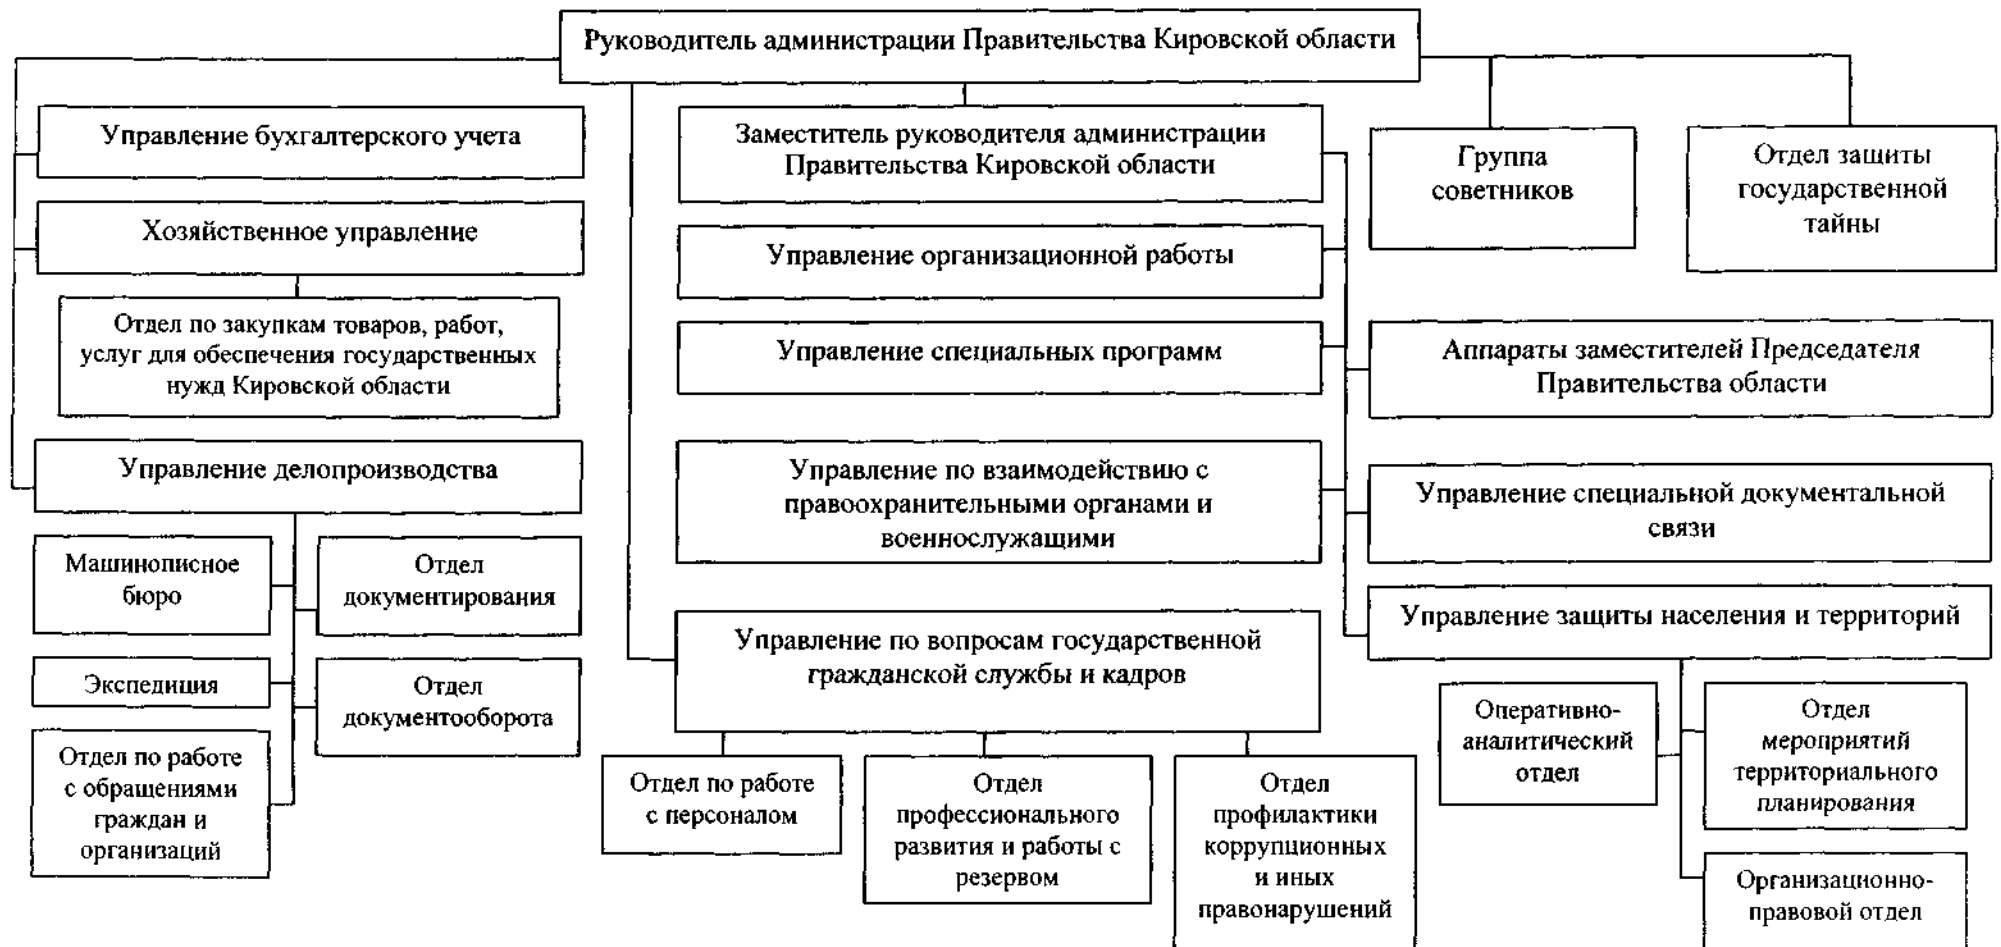 Руководитель администрации Правительства Кировской области
Управление бухгалтерского учета
Хозяйственное управление
Отдел по закупкам товаров, работ,
услуг для обеспечения государственных
нужд Кировской области
Управление делопроизводства
Машинописное
бюро
Отдел
документирования
Экспедиция
Отдел
документооборота
Отдел по работе
с обращениями
граждан и
организаций
Заместитель руководителя администрации
Правительства Кировской области
Управление организационной работы
Управление специальных программ
Управление по взаимодействию с
правоохранительными органами и
военнослужащими
Управление по вопросам государственной
гражданской службы и кадров
Отдел по работе
с персоналом
Отдел
профессионального
развития и работы с
резервом
Отдел
профилактики
коррупционных
и иных
правонарушений
Группа
советников
Отдел защиты
государственной
тайны
Аппараты заместителей Председателя
Правительства области
Управление специальной документальной
связи
Управление защиты населения и территорий
Оперативно-
аналитический
отдел
Отдел
мероприятий
территориального
планирования
Организационно-
правовой отдел